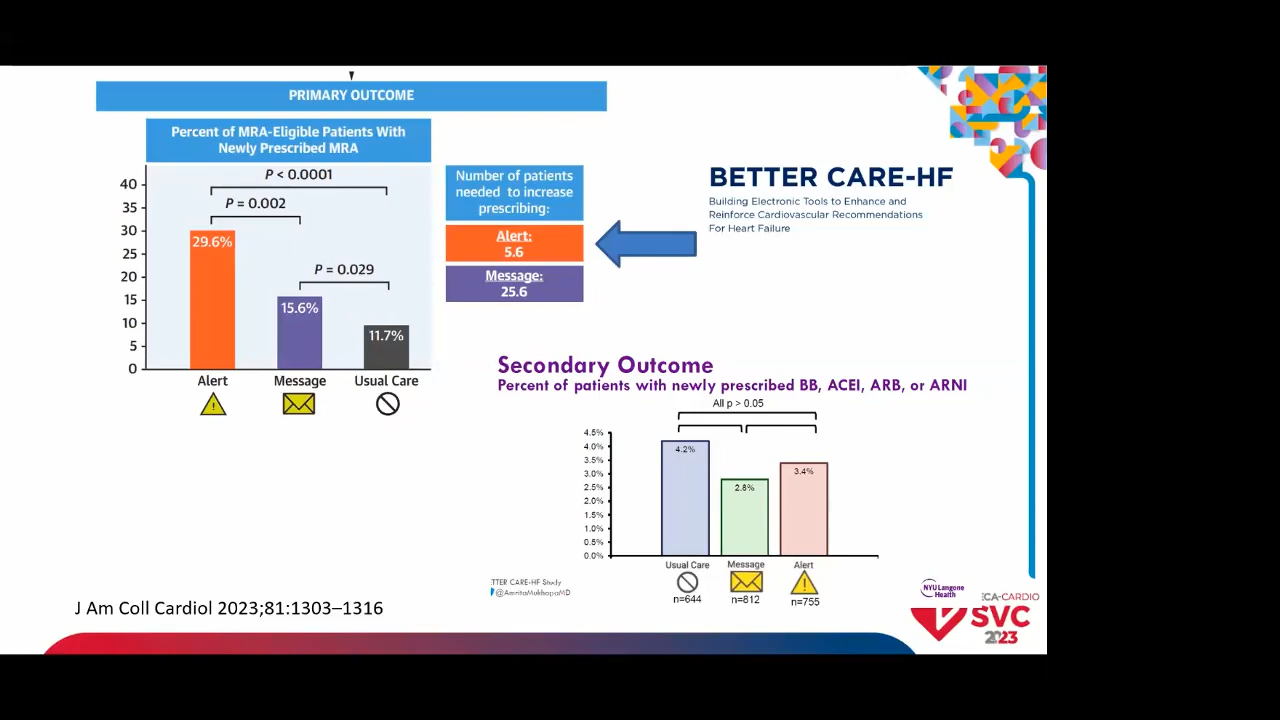 PRIMARY OUTCOME
Percent of MRA-Eligible Patients With
Newly Prescribed MRA
40
35
30
25
20
15
10
5
0
P < 0.0001
P = 0.002
P = 0.029
29.6%
15.6%
11.7%
Alert
Message
Usual Care
Number of patients
needed to increase
prescribing:
Alert:
5.6
Message:
25.6
BETTER CARE-HF
Building Electronic Tools to Enhance and
Reinforce Cardiovascular Recommendations
For Heart Failure
Secondary Outcome
Percent of patients with newly prescribed BB, ACEI, ARB, or ARNI
All p > 0.05
4.5%
4.0%
3.5%
3.0%
2.5%
2.0%
1.5%
1.0%
0.5%
0.0%
4.2%
2.8%
3.4%
Usual Care
Message
Alert
n=644
n=812
n=755
TTER CARE-HF Study
@AmritaMukhopaMD
J Am Coll Cardiol 2023;81:1303–1316
NYU Langone
Health
CA-CARDIO
SVC
2023